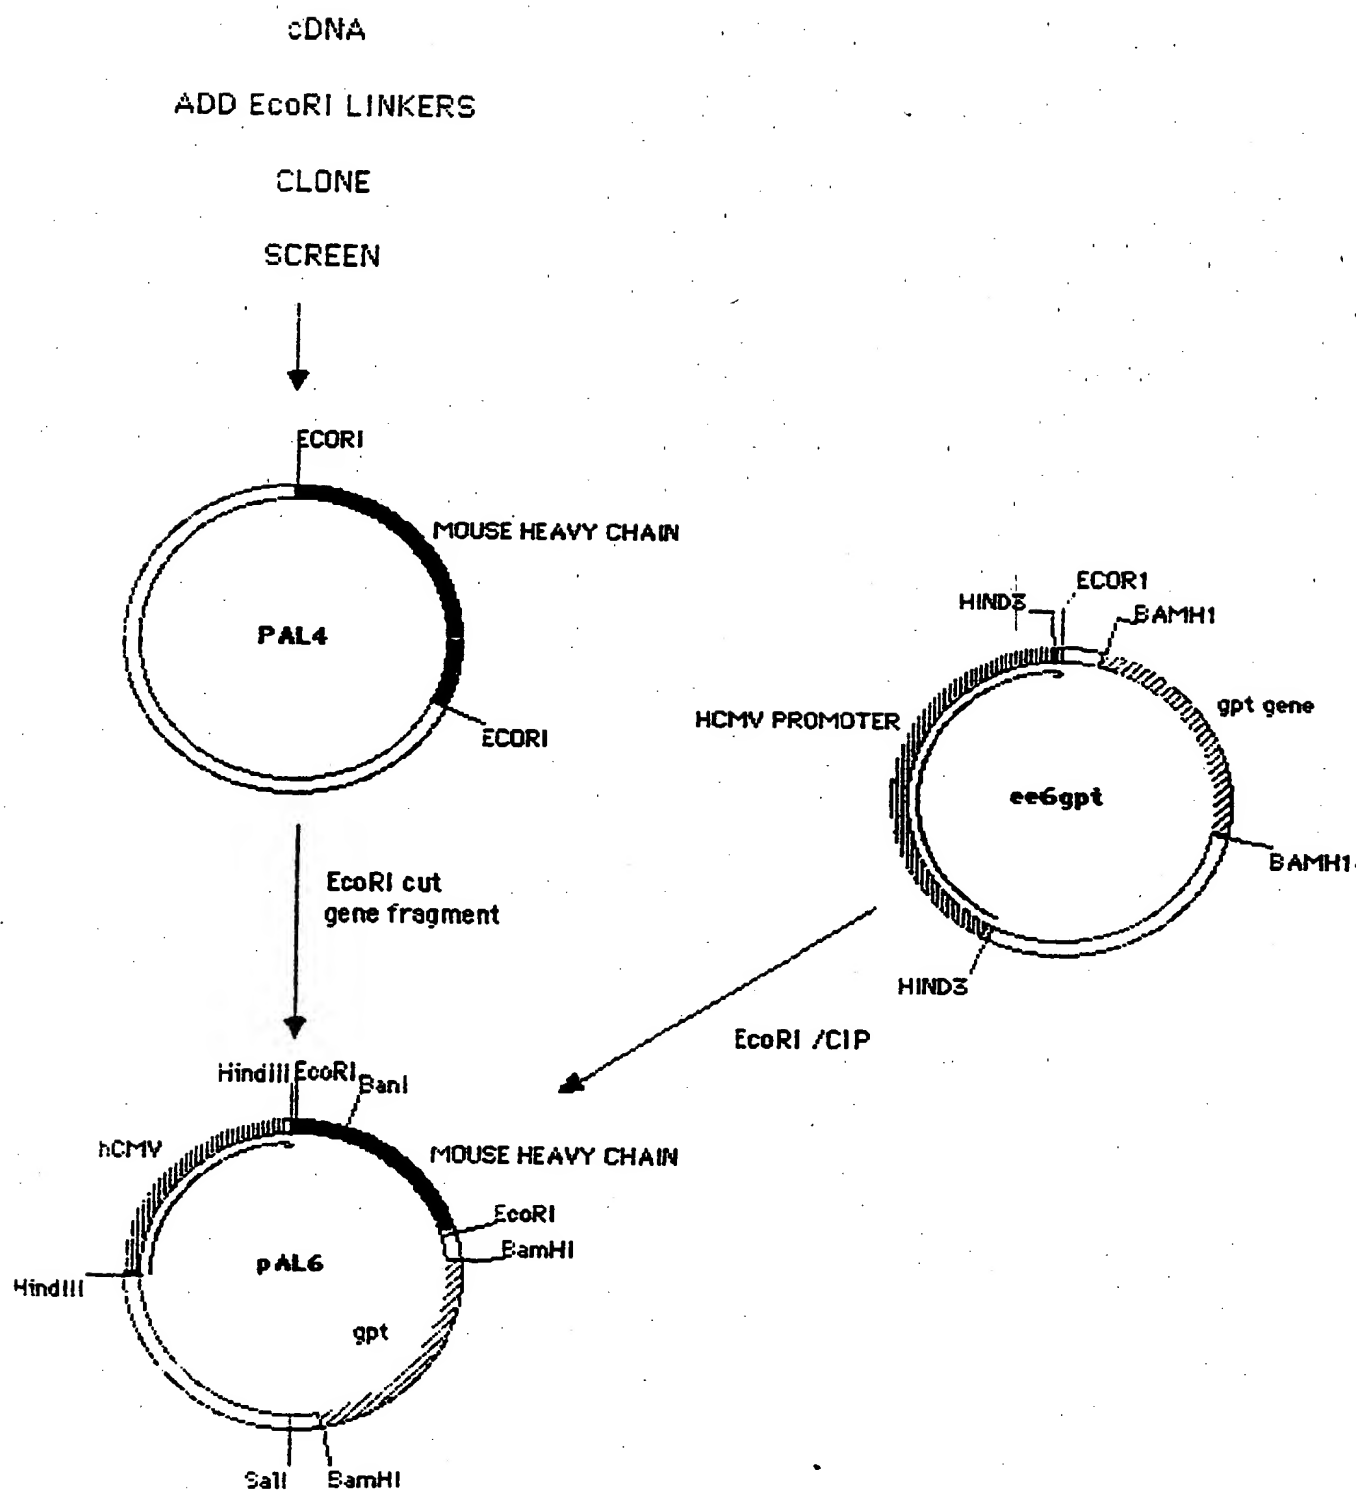 cDNA
ADD EcoRI LINKERS
CLONE
SCREEN
ECORI
MOUSE HEAVY CHAIN
PAL4
ECORI
HIND3
ECOR1
BAMH1
HCMV PROMOTER
gpt gene
ee6gpt
BAMH1
HIND3
EcoRI cut
gene fragment
EcoRI /CIP
HindIII
EcoRI
BanI
hCMV
MOUSE HEAVY CHAIN
EcoRI
BamHI
pAL6
HindIII
gpt
SalI
BamHI